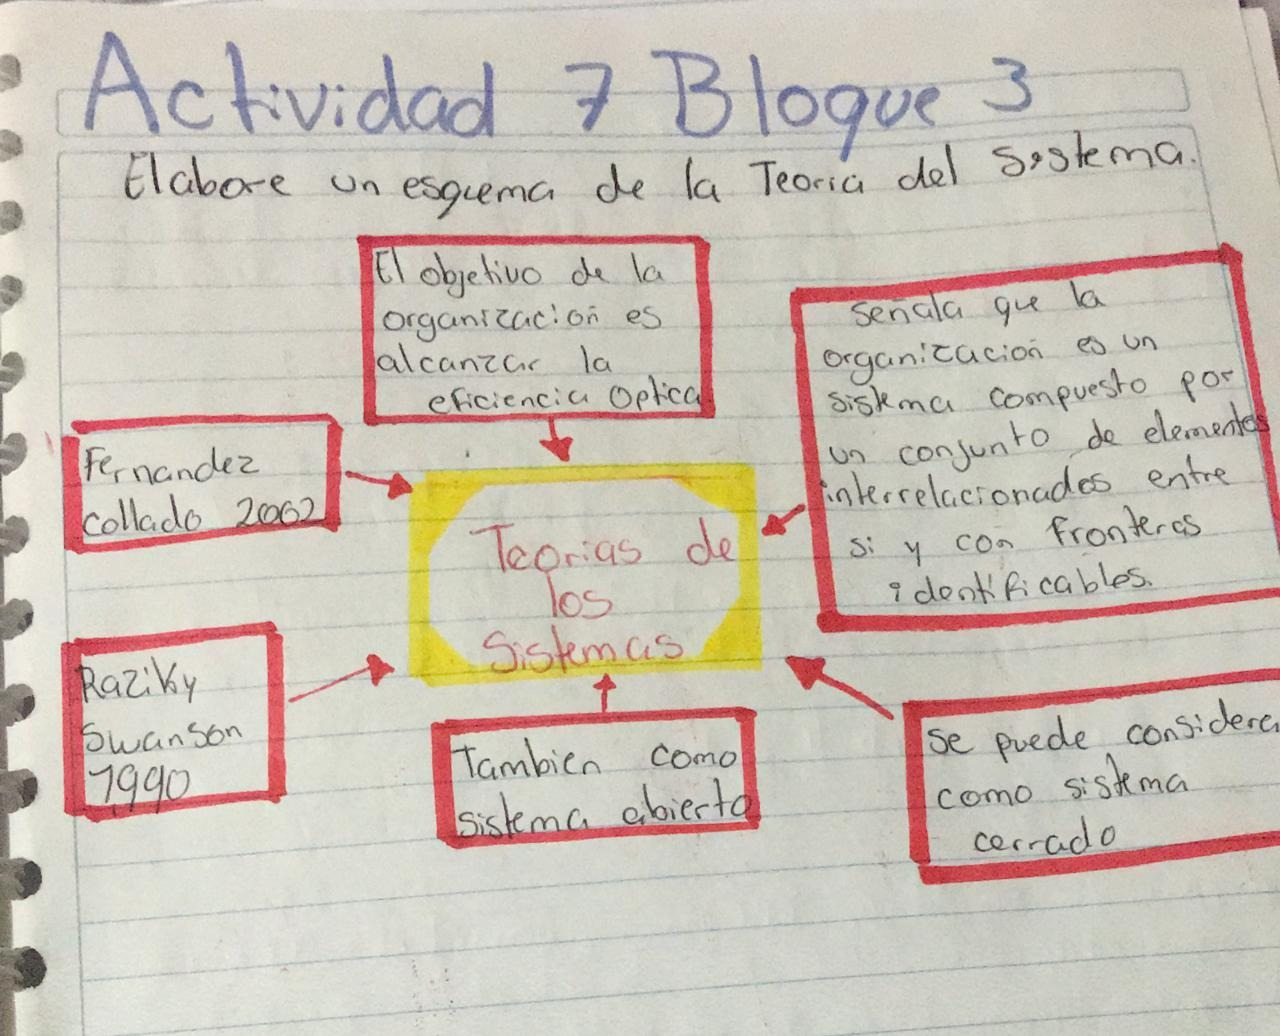 Actividad 7 Bloque 3
Elabore un esquema de la Teoria del Sistema.
El objetivo de la
organización es
alcanzar la
eficiencia Optica
Señala que la
organización es un
sistema compuesto por
un conjunto de elementos
interrelacionados entre
si y con fronteras
identificables.
Fernandez
collado 2002
Teorias de
los
Sistemas
Raziky
Swanson
1990
Tambien como
sistema abierto
Se puede considera
como sistema
cerrado